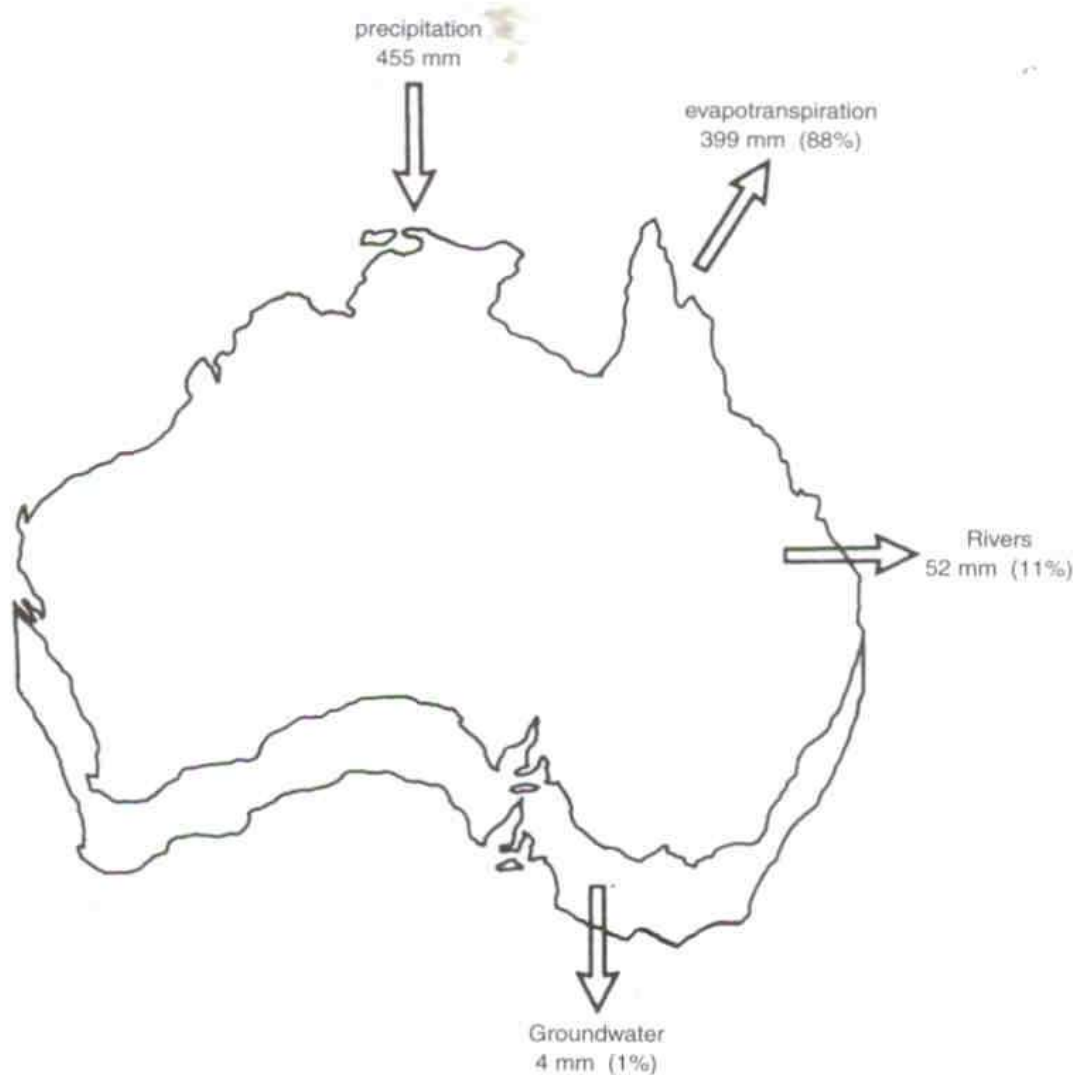 precipitation
455 mm
evapotranspiration
399 mm (88%)
Rivers
52 mm (11%)
Groundwater
4 mm (1%)